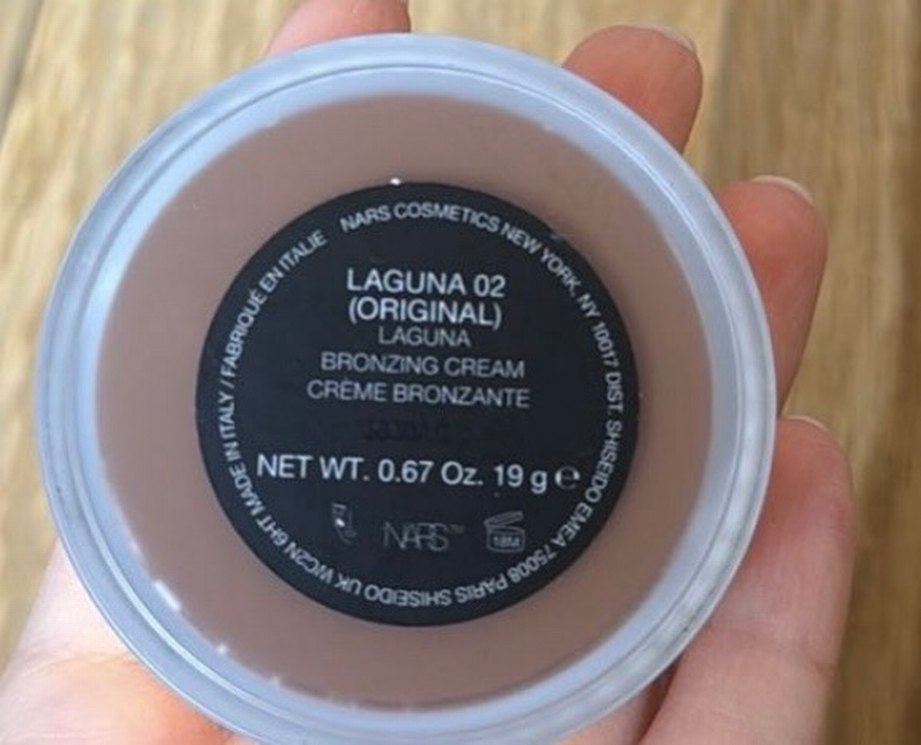 NARS COSMETICS NEW YORK, NY 10017 DIST. SHISEIDO EMEA 75008 PARIS SHISEIDO UK WC2N 6HT MADE IN ITALY / FABRIQUÉ EN ITALIE
LAGUNA 02
(ORIGINAL)
LAGUNA
BRONZING CREAM
CRÈME BRONZANTE
NET WT. 0.67 Oz. 19 g e
NARS 18M